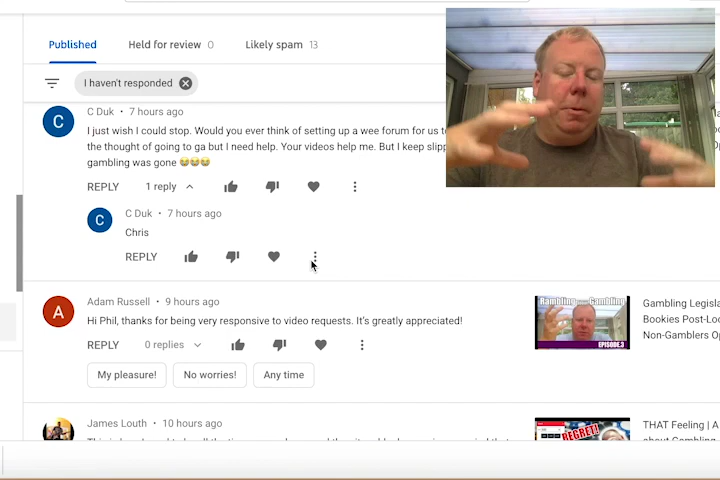 Published Held for review 0 Likely spam 13
I haven't responded
C
C Duk • 7 hours ago
I just wish I could stop. Would you ever think of setting up a wee forum for us to
the thought of going to ga but I need help. Your videos help me. But I keep slipp
gambling was gone 😂😂😂
REPLY 1 reply
C
C Duk • 7 hours ago
Chris
REPLY
A
Adam Russell • 9 hours ago
Hi Phil, thanks for being very responsive to video requests. It's greatly appreciated!
REPLY 0 replies
My pleasure! No worries! Any time
Rambling Gambling
EPISODE.3
Gambling Legisla
Bookies Post-Loc
Non-Gamblers Op
James Louth • 10 hours ago
REGRET!
THAT Feeling | A
about Gambling